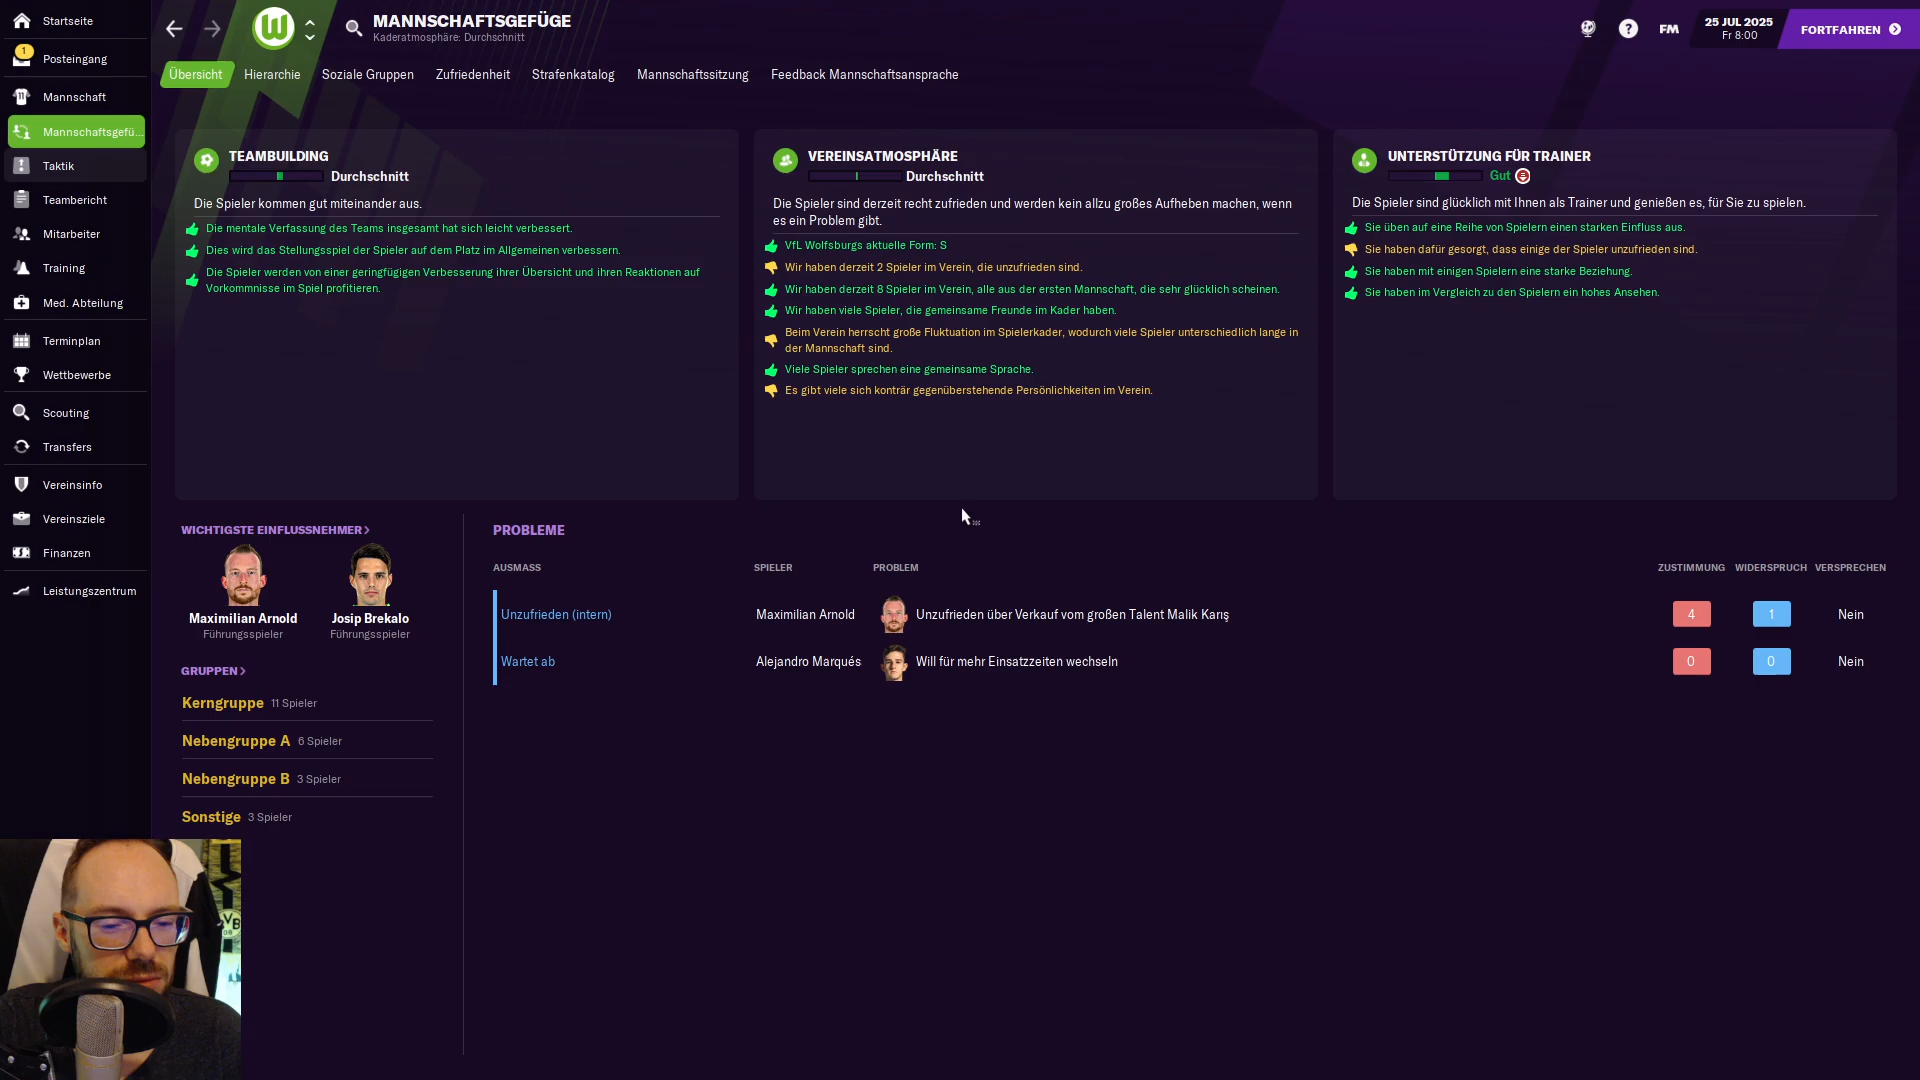 Startseite
1
Posteingang
Mannschaft
Mannschaftsgefü...
Taktik
Teambericht
Mitarbeiter
Training
Med. Abteilung
Terminplan
Wettbewerbe
Scouting
Transfers
Vereinsinfo
Vereinsziele
Finanzen
Leistungszentrum
MANNSCHAFTSGEFÜGE
Kaderatmosphäre: Durchschnitt
FM
25 JUL 2025
Fr 8:00
FORTFAHREN
Übersicht Hierarchie Soziale Gruppen Zufriedenheit Strafenkatalog Mannschaftssitzung Feedback Mannschaftsansprache
TEAMBUILDING
Durchschnitt
Die Spieler kommen gut miteinander aus.
Die mentale Verfassung des Teams insgesamt hat sich leicht verbessert.
Dies wird das Stellungsspiel der Spieler auf dem Platz im Allgemeinen verbessern.
Die Spieler werden von einer geringfügigen Verbesserung ihrer Übersicht und ihren Reaktionen auf
Vorkommnisse im Spiel profitieren.
VEREINSATMOSPHÄRE
Durchschnitt
Die Spieler sind derzeit recht zufrieden und werden kein allzu großes Aufheben machen, wenn
es ein Problem gibt.
VfL Wolfsburgs aktuelle Form: S
Wir haben derzeit 2 Spieler im Verein, die unzufrieden sind.
Wir haben derzeit 8 Spieler im Verein, alle aus der ersten Mannschaft, die sehr glücklich scheinen.
Wir haben viele Spieler, die gemeinsame Freunde im Kader haben.
Beim Verein herrscht große Fluktuation im Spielerkader, wodurch viele Spieler unterschiedlich lange in
der Mannschaft sind.
Viele Spieler sprechen eine gemeinsame Sprache.
Es gibt viele sich konträr gegenüberstehende Persönlichkeiten im Verein.
UNTERSTÜTZUNG FÜR TRAINER
Gut
Die Spieler sind glücklich mit Ihnen als Trainer und genießen es, für Sie zu spielen.
Sie üben auf eine Reihe von Spielern einen starken Einfluss aus.
Sie haben dafür gesorgt, dass einige der Spieler unzufrieden sind.
Sie haben mit einigen Spielern eine starke Beziehung.
Sie haben im Vergleich zu den Spielern ein hohes Ansehen.
WICHTIGSTE EINFLUSSNEHMER
Maximilian Arnold
Führungsspieler
Josip Brekalo
Führungsspieler
GRUPPEN
Kerngruppe 11 Spieler
Nebengruppe A 6 Spieler
Nebengruppe B 3 Spieler
Sonstige 3 Spieler
PROBLEME
AUSMASS SPIELER PROBLEM ZUSTIMMUNG WIDERSPRUCH VERSPRECHEN
Unzufrieden (intern) Maximilian Arnold Unzufrieden über Verkauf vom großen Talent Malik Karış 4 1 Nein
Wartet ab Alejandro Marqués Will für mehr Einsatzzeiten wechseln 0 0 Nein